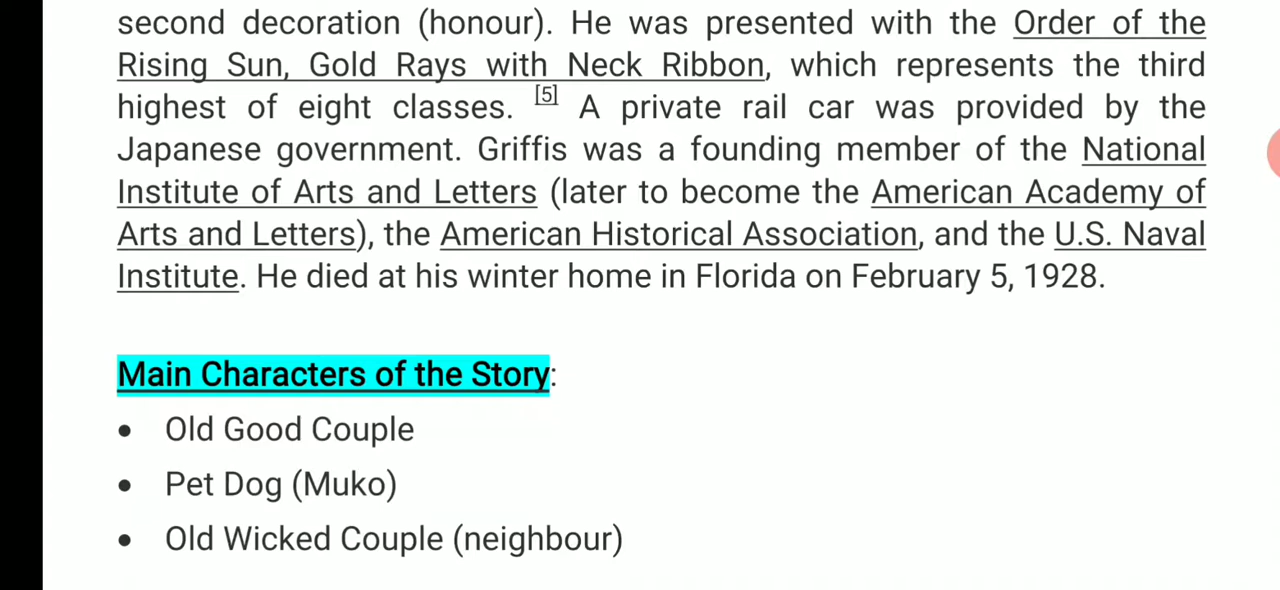 second decoration (honour). He was presented with the Order of the
Rising Sun, Gold Rays with Neck Ribbon, which represents the third
highest of eight classes. [5] A private rail car was provided by the
Japanese government. Griffis was a founding member of the National
Institute of Arts and Letters (later to become the American Academy of
Arts and Letters), the American Historical Association, and the U.S. Naval
Institute. He died at his winter home in Florida on February 5, 1928.
Main Characters of the Story:
• Old Good Couple
• Pet Dog (Muko)
• Old Wicked Couple (neighbour)